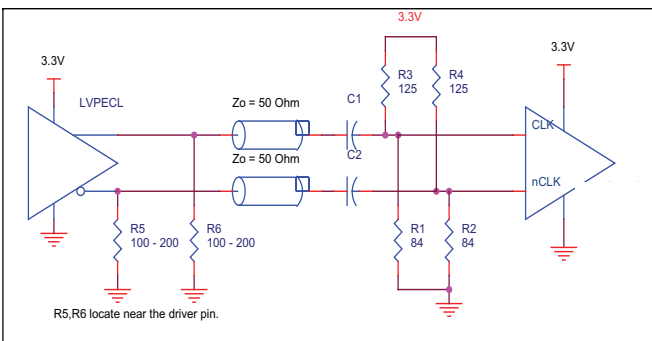 3.3V
3.3V
3.3V
LVPECL
R3
125
R4
125
Zo = 50 Ohm
C1
CLK
Zo = 50 Ohm
C2
nCLK
R5
100 - 200
R6
100 - 200
R1
84
R2
84
R5,R6 locate near the driver pin.